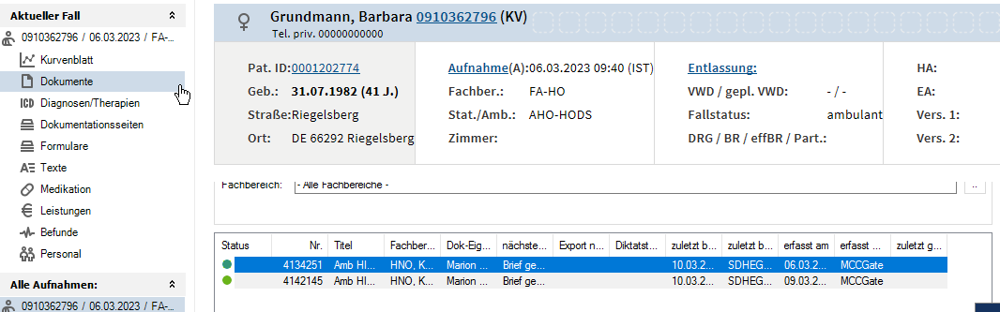 Aktueller Fall
0910362796 / 06.03.2023 / FA-...
Kurvenblatt
Dokumente
ICD Diagnosen/Therapien
Dokumentationsseiten
Formulare
Texte
Medikation
Leistungen
Befunde
Personal
Alle Aufnahmen:
0910362796 / 06.03.2023 / FA-...
Grundmann, Barbara 0910362796 (KV)
Tel. priv. 00000000000
Pat. ID:0001202774
Geb.: 31.07.1982 (41 J.)
Straße:Riegelsberg
Ort: DE 66292 Riegelsberg
Aufnahme(A):06.03.2023 09:40 (IST)
Fachber.: FA-HO
Stat./Amb.: AHO-HODS
Zimmer:
Entlassung:
VWD / gepl. VWD: - / -
Fallstatus: ambulant
DRG / BR / effBR / Part.:
HA:
EA:
Vers. 1:
Vers. 2:
Fachbereich: - Alle Fachbereiche - ..
Status Nr. Titel Fachber... Dok-Eig... nächste... Export n... Diktatst... zuletzt b... zuletzt b... erfasst am erfasst ... zuletzt g...
4134251 Amb HI... HNO, K... Marion ... Brief ge... 10.03.2... SDHEG... 06.03.2... MCCGate
4142145 Amb HI... HNO, K... Marion ... Brief ge... 10.03.2... SDHEG... 09.03.2... MCCGate